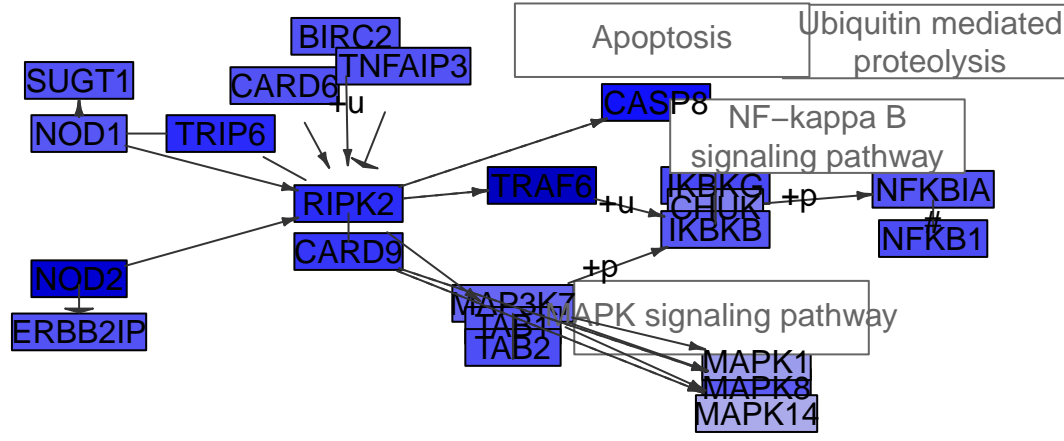 BIRC2
Apoptosis
Ubiquitin mediated
proteolysis
TNFAIP3
SUGT1
CARD6
+u
CASP8
NOD1
TRIP6
NF−kappa B
signaling pathway
TRAF6
IKBKG
NFKBIA
RIPK2
+u
CHUK
+p
#
IKBKB
NFKB1
CARD9
NOD2
+p
MAP3K7
MAPK signaling pathway
TAB1
ERBB2IP
TAB2
MAPK1
MAPK8
MAPK14